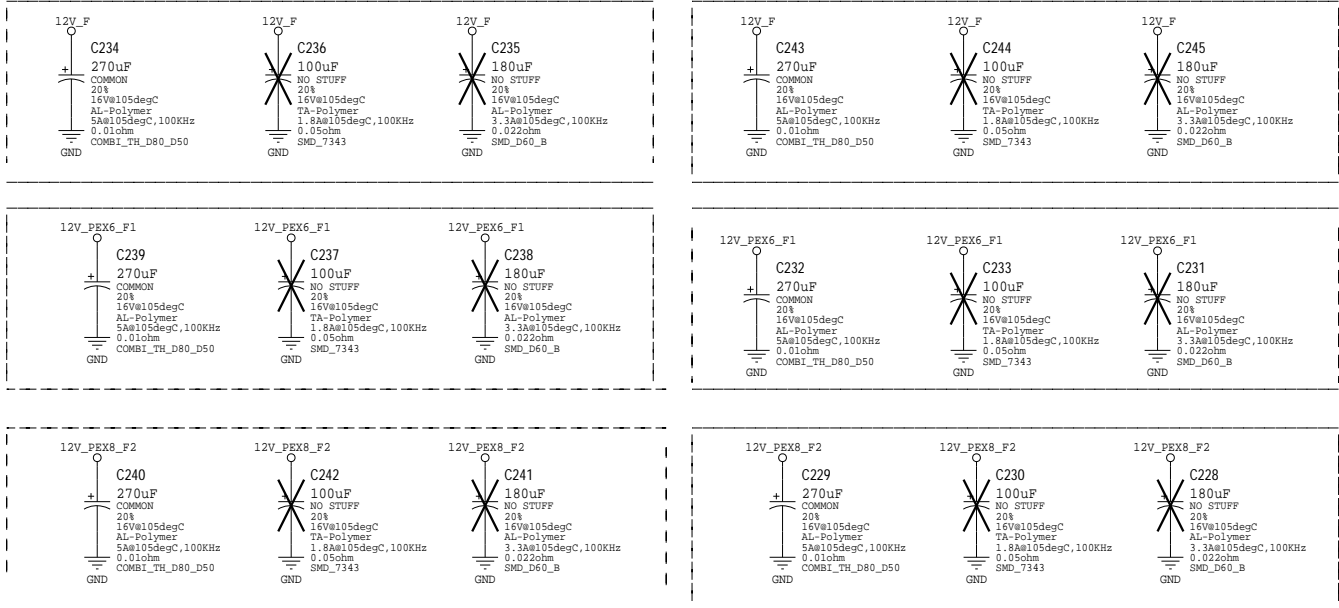 12V_F
C234
270uF
COMMON
20%
16V@105degC
AL-Polymer
5A@105degC,100KHz
0.01ohm
COMBI_TH_D80_D50
GND
12V_F
C236
100uF
NO STUFF
20%
16V@105degC
TA-Polymer
1.8A@105degC,100KHz
0.05ohm
SMD_7343
GND
12V_F
C235
180uF
NO STUFF
20%
16V@105degC
AL-Polymer
3.3A@105degC,100KHz
0.022ohm
SMD_D60_B
GND
12V_F
C243
270uF
COMMON
20%
16V@105degC
AL-Polymer
5A@105degC,100KHz
0.01ohm
COMBI_TH_D80_D50
GND
12V_F
C244
100uF
NO STUFF
20%
16V@105degC
TA-Polymer
1.8A@105degC,100KHz
0.05ohm
SMD_7343
GND
12V_F
C245
180uF
NO STUFF
20%
16V@105degC
AL-Polymer
3.3A@105degC,100KHz
0.022ohm
SMD_D60_B
GND
12V_PEX6_F1
C239
270uF
COMMON
20%
16V@105degC
AL-Polymer
5A@105degC,100KHz
0.01ohm
COMBI_TH_D80_D50
GND
12V_PEX6_F1
C237
100uF
NO STUFF
20%
16V@105degC
TA-Polymer
1.8A@105degC,100KHz
0.05ohm
SMD_7343
GND
12V_PEX6_F1
C238
180uF
NO STUFF
20%
16V@105degC
AL-Polymer
3.3A@105degC,100KHz
0.022ohm
SMD_D60_B
GND
12V_PEX6_F1
C232
270uF
COMMON
20%
16V@105degC
AL-Polymer
5A@105degC,100KHz
0.01ohm
COMBI_TH_D80_D50
GND
12V_PEX6_F1
C233
100uF
NO STUFF
20%
16V@105degC
TA-Polymer
1.8A@105degC,100KHz
0.05ohm
SMD_7343
GND
12V_PEX6_F1
C231
180uF
NO STUFF
20%
16V@105degC
AL-Polymer
3.3A@105degC,100KHz
0.022ohm
SMD_D60_B
GND
12V_PEX8_F2
C240
270uF
COMMON
20%
16V@105degC
AL-Polymer
5A@105degC,100KHz
0.01ohm
COMBI_TH_D80_D50
GND
12V_PEX8_F2
C242
100uF
NO STUFF
20%
16V@105degC
TA-Polymer
1.8A@105degC,100KHz
0.05ohm
SMD_7343
GND
12V_PEX8_F2
C241
180uF
NO STUFF
20%
16V@105degC
AL-Polymer
3.3A@105degC,100KHz
0.022ohm
SMD_D60_B
GND
12V_PEX8_F2
C229
270uF
COMMON
20%
16V@105degC
AL-Polymer
5A@105degC,100KHz
0.01ohm
COMBI_TH_D80_D50
GND
12V_PEX8_F2
C230
100uF
NO STUFF
20%
16V@105degC
TA-Polymer
1.8A@105degC,100KHz
0.05ohm
SMD_7343
GND
12V_PEX8_F2
C228
180uF
NO STUFF
20%
16V@105degC
AL-Polymer
3.3A@105degC,100KHz
0.022ohm
SMD_D60_B
GND